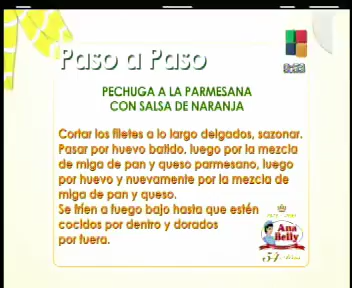 Paso a Paso
PECHUGA A LA PARMESANA
CON SALSA DE NARANJA
Cortar los filetes a lo largo delgados, sazonar.
Pasar por huevo batido, luego por la mezcla
de miga de pan y queso parmesano, luego
por huevo y nuevamente por la mezcla de
miga de pan y queso.
Se fríen a fuego bajo hasta que estén
cocidos por dentro y dorados
por fuera.
Ana
Belly